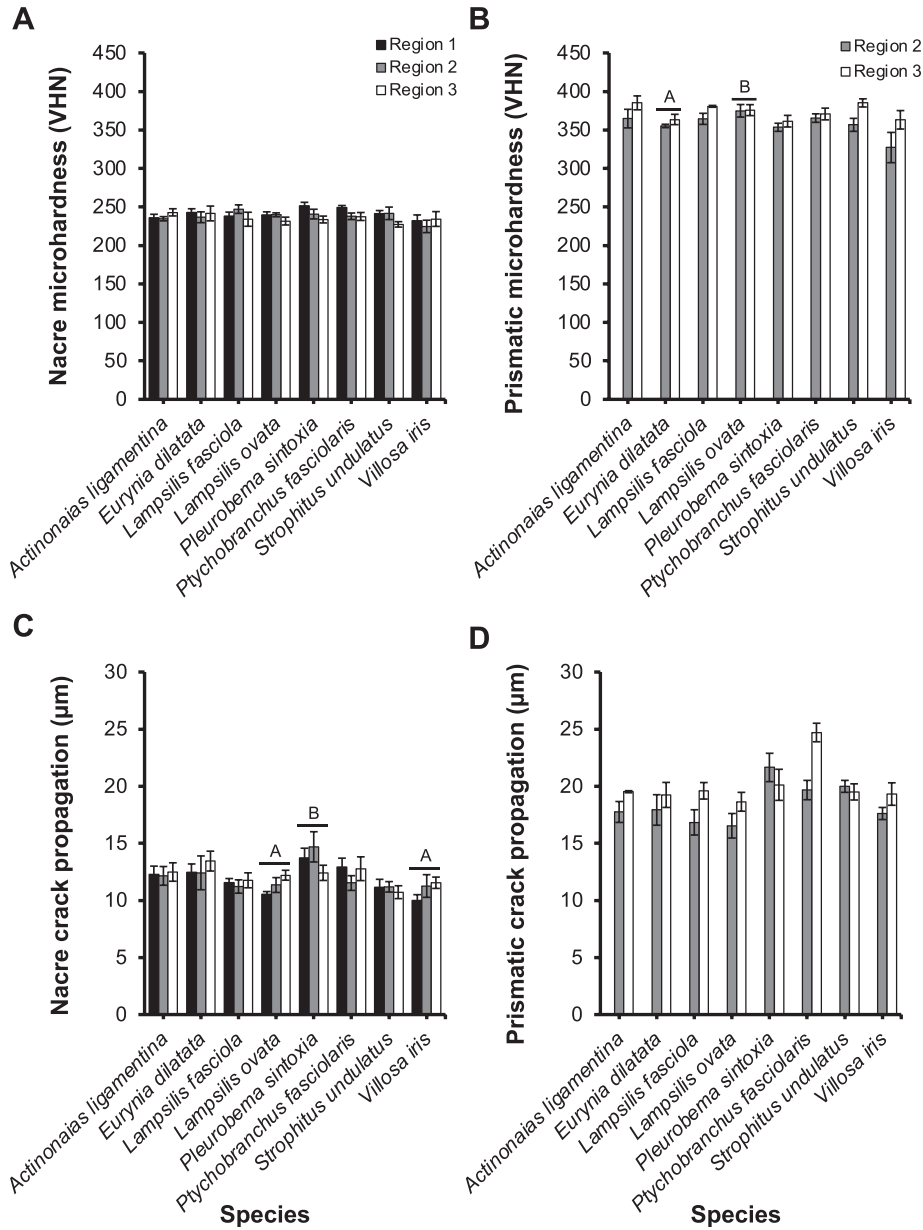 A
Nacre microhardness (VHN)
450
400
350
300
250
200
150
100
50
0
Region 1
Region 2
Region 3
Actinonaias ligamentina
Eurynia dilatata
Lampsilis fasciola
Lampsilis ovata
Pleurobema sintoxia
Ptychobranchus fasciolaris
Strophitus undulatus
Villosa iris
B
Prismatic microhardness (VHN)
450
400
350
300
250
200
150
100
50
0
Region 2
Region 3
A
B
Actinonaias ligamentina
Eurynia dilatata
Lampsilis fasciola
Lampsilis ovata
Pleurobema sintoxia
Ptychobranchus fasciolaris
Strophitus undulatus
Villosa iris
C
Nacre crack propagation (μm)
30
25
20
15
10
5
0
A
B
A
Actinonaias ligamentina
Eurynia dilatata
Lampsilis fasciola
Lampsilis ovata
Pleurobema sintoxia
Ptychobranchus fasciolaris
Strophitus undulatus
Villosa iris
Species
D
Prismatic crack propagation (μm)
30
25
20
15
10
5
0
Actinonaias ligamentina
Eurynia dilatata
Lampsilis fasciola
Lampsilis ovata
Pleurobema sintoxia
Ptychobranchus fasciolaris
Strophitus undulatus
Villosa iris
Species